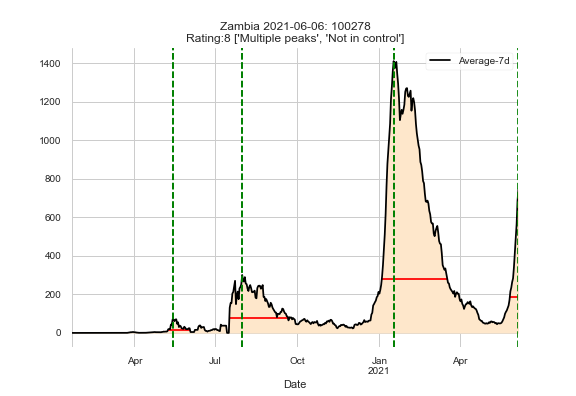 Zambia 2021-06-06: 100278
Rating:8 ['Multiple peaks', 'Not in control']
Average-7d
1400
1200
1000
800
600
400
200
0
Apr Jul Oct Jan Apr
2021
Date